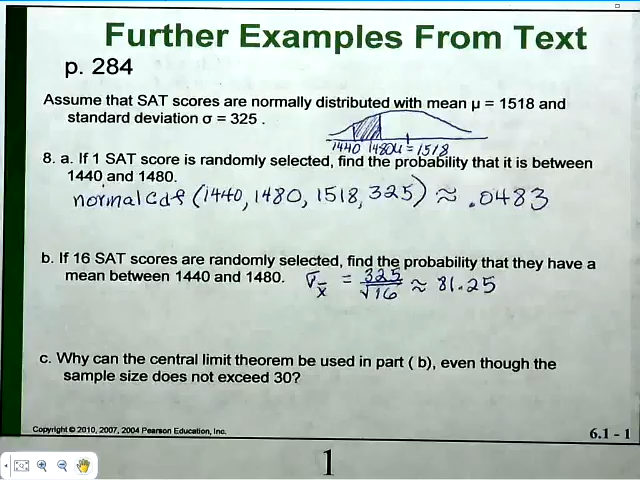 Further Examples From Text
p. 284
Assume that SAT scores are normally distributed with mean μ = 1518 and
standard deviation σ = 325 .
1440 1480 μ = 1518
8. a. If 1 SAT score is randomly selected, find the probability that it is between
1440 and 1480.
normalcdf (1440, 1480, 1518, 325) ≈ .0483
b. If 16 SAT scores are randomly selected, find the probability that they have a
mean between 1440 and 1480. σx̄ = 325/√16 ≈ 81.25
c. Why can the central limit theorem be used in part ( b), even though the
sample size does not exceed 30?
Copyright © 2010, 2007, 2004 Pearson Education, Inc.
6.1 - 1
1